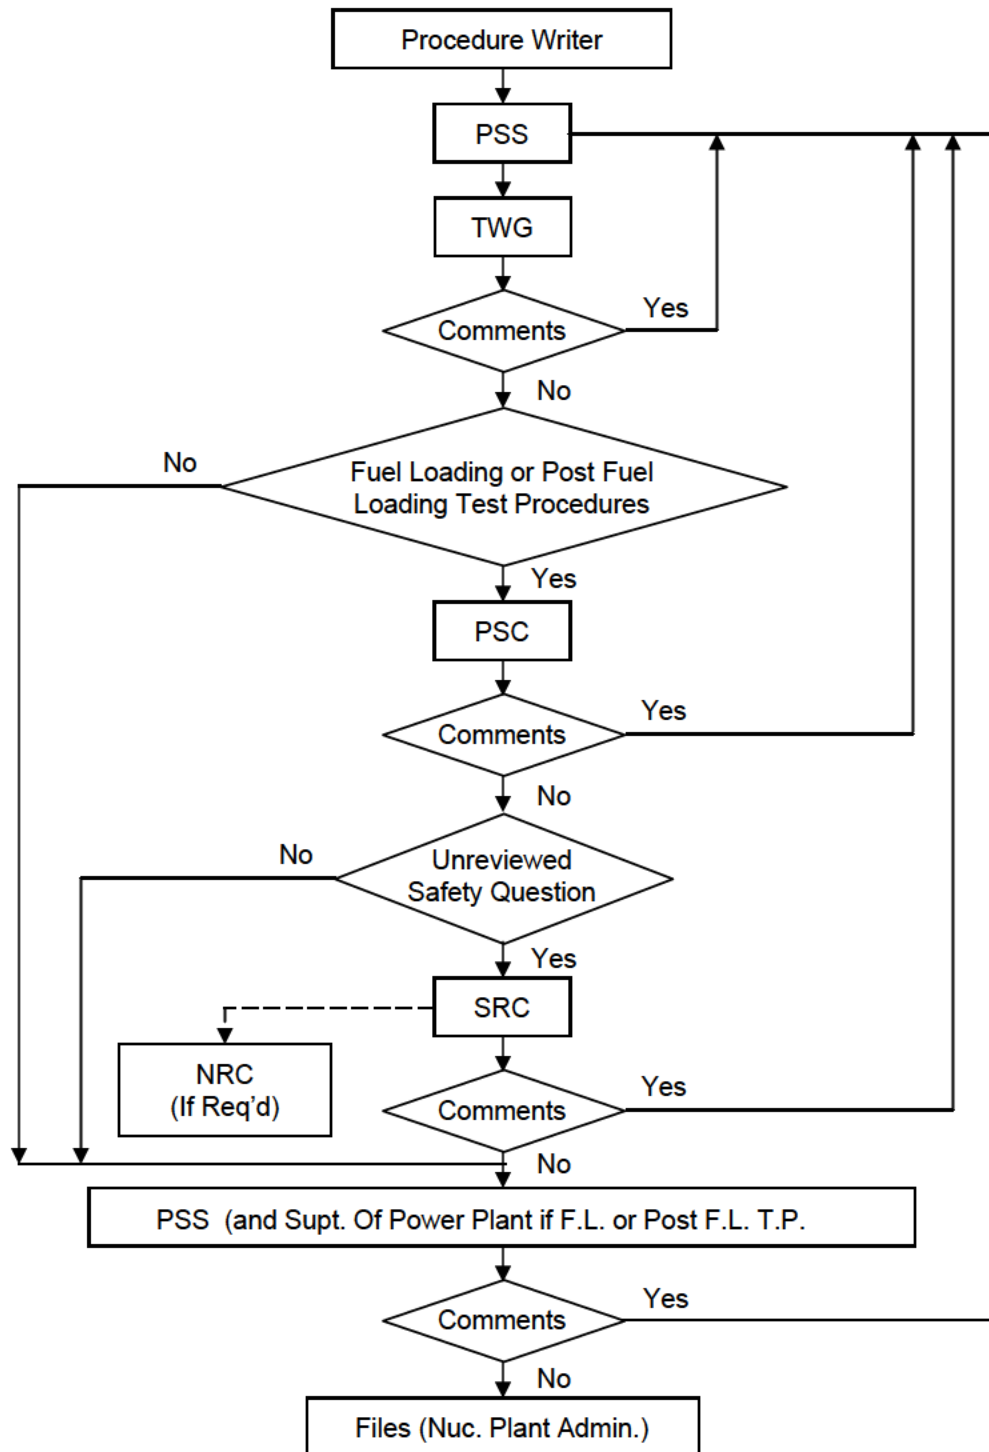 Procedure Writer
PSS
TWG
Comments
Yes
No
Fuel Loading or Post Fuel
Loading Test Procedures
No
Yes
PSC
Comments
Yes
No
Unreviewed
Safety Question
No
Yes
SRC
NRC
(If Req'd)
Comments
Yes
No
PSS (and Supt. Of Power Plant if F.L. or Post F.L. T.P.
Comments
Yes
No
Files (Nuc. Plant Admin.)